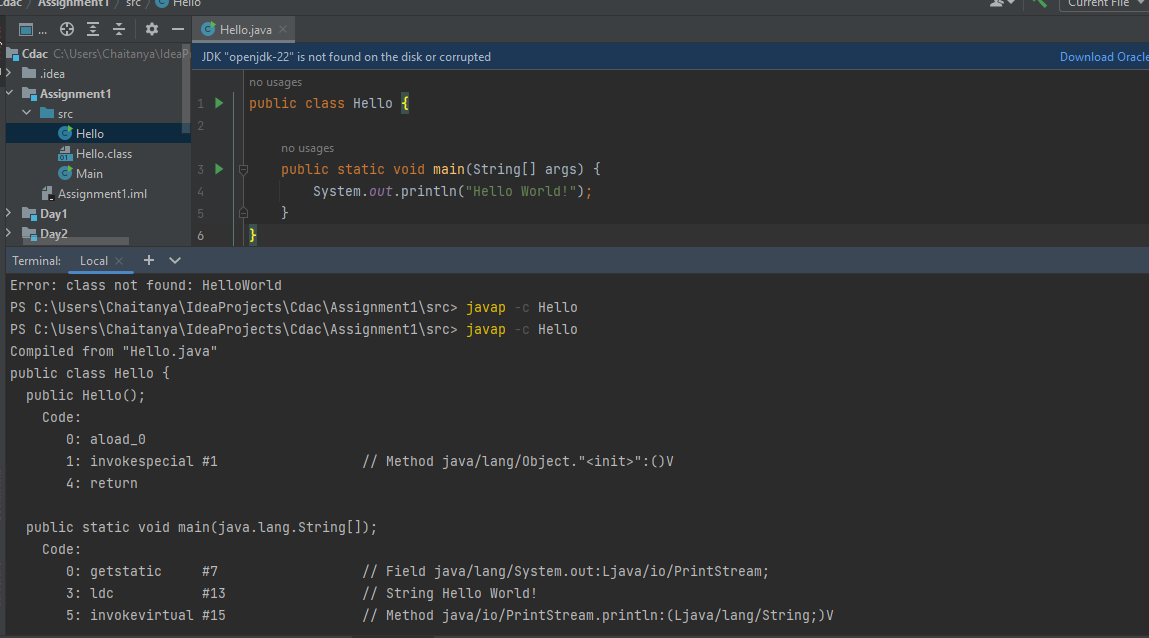 Cdac Assignment1 src Hello
Current File
...
Hello.java
Cdac C:\Users\Chaitanya\IdeaP
.idea
Assignment1
src
Hello
Hello.class
Main
Assignment1.iml
Day1
Day2
JDK "openjdk-22" is not found on the disk or corrupted
Download Oracle
no usages
1 public class Hello {
2
no usages
3 public static void main(String[] args) {
4 System.out.println("Hello World!");
5 }
6 }
Terminal: Local
Error: class not found: HelloWorld
PS C:\Users\Chaitanya\IdeaProjects\Cdac\Assignment1\src> javap -c Hello
PS C:\Users\Chaitanya\IdeaProjects\Cdac\Assignment1\src> javap -c Hello
Compiled from "Hello.java"
public class Hello {
public Hello();
Code:
0: aload_0
1: invokespecial #1 // Method java/lang/Object."<init>":()V
4: return
public static void main(java.lang.String[]);
Code:
0: getstatic #7 // Field java/lang/System.out:Ljava/io/PrintStream;
3: ldc #13 // String Hello World!
5: invokevirtual #15 // Method java/io/PrintStream.println:(Ljava/lang/String;)V